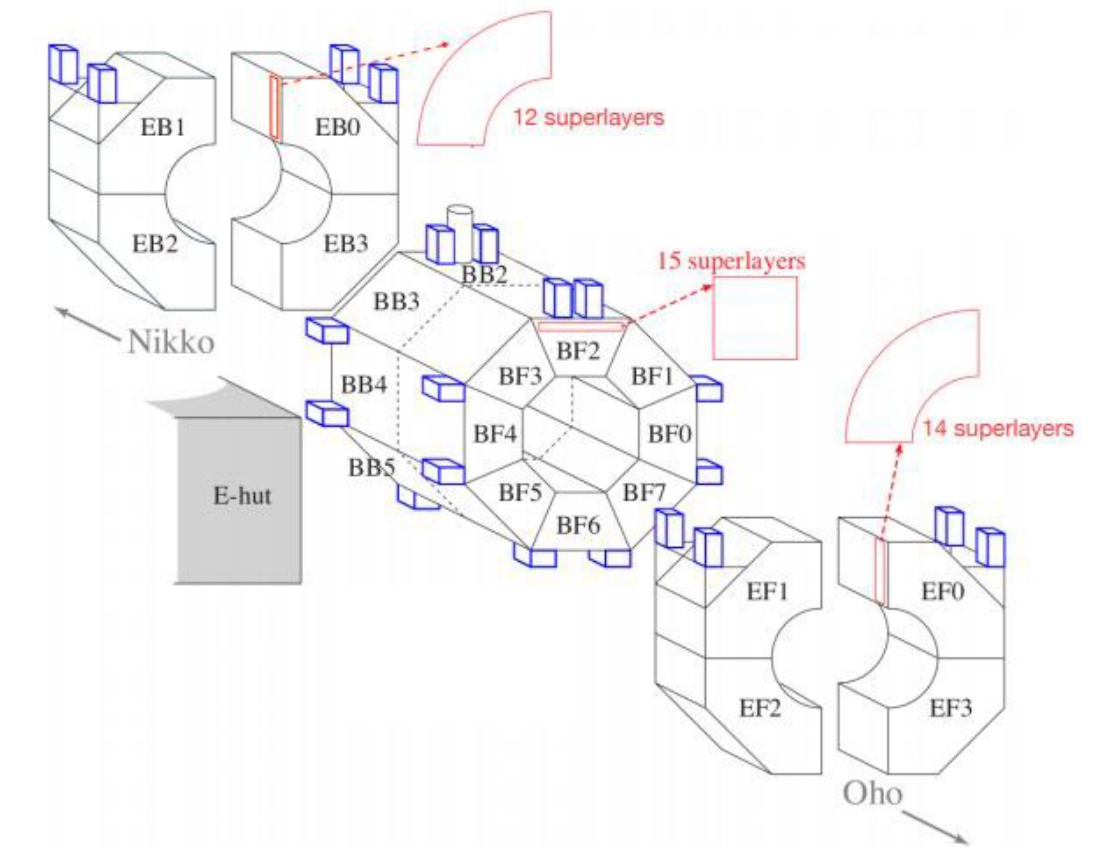 12 superlayers
EB1
EB0
EB2
EB3
Nikko
BB2
BB3
BB4
BB5
15 superlayers
BF2
BF3
BF1
BF4
BF0
BF5
BF7
BF6
E-hut
14 superlayers
EF1
EF0
EF2
EF3
Oho